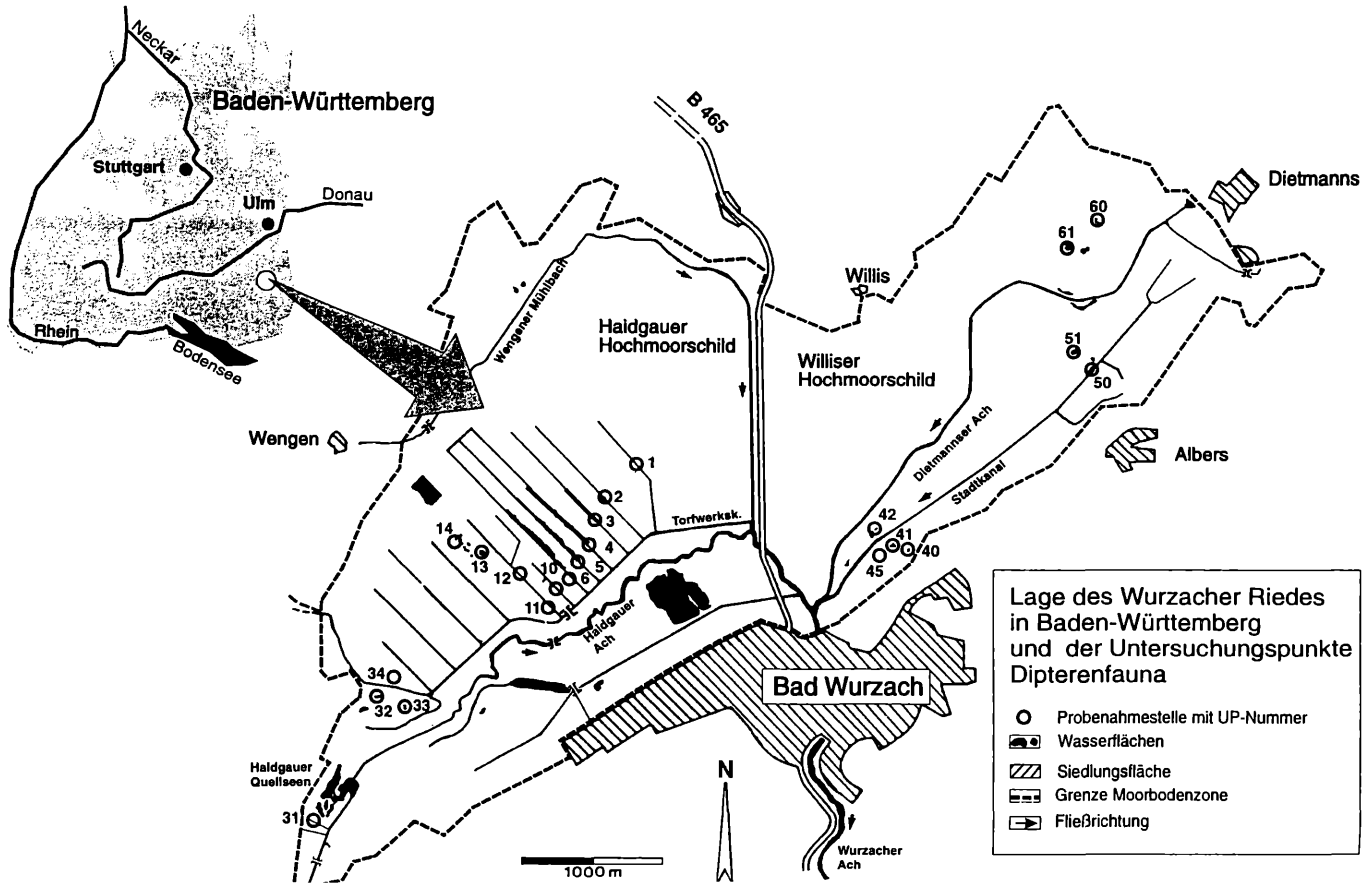 Neckar
Baden-Württemberg
Stuttgart
Ulm
Donau
Rhein
Bodensee
B 465
Dietmanns
60
61
Willis
Wengener Mühlbach
Haidgauer
Hochmoorschild
Williser
Hochmoorschild
51
50
Wengen
Dietmannser Ach
Albers
Stadtkanal
1
2
3
Torfwerksk.
4
5
6
10
11
12
13
14
42
41
40
45
Haidgauer
Ach
34
32
33
Bad Wurzach
Haidgauer
Quellseen
31
N
1000 m
Wurzacher
Ach
Lage des Wurzacher Riedes
in Baden-Württemberg
und der Untersuchungspunkte
Dipterenfauna
Probenahmestelle mit UP-Nummer
Wasserflächen
Siedlungsfläche
Grenze Moorbodenzone
Fließrichtung